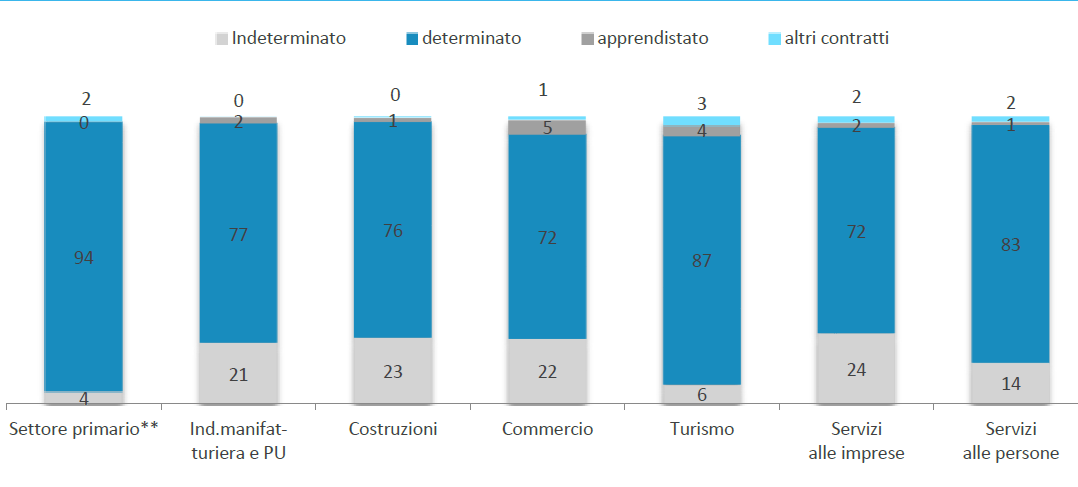 Indeterminato determinato apprendistato altri contratti
2 0 0 1 3 2 2
0 2 1 5 4 2 1
94 77 76 72 87 72 83
4 21 23 22 6 24 14
Settore primario** Ind.manifat- Costruzioni Commercio Turismo Servizi Servizi
turiera e PU alle imprese alle persone